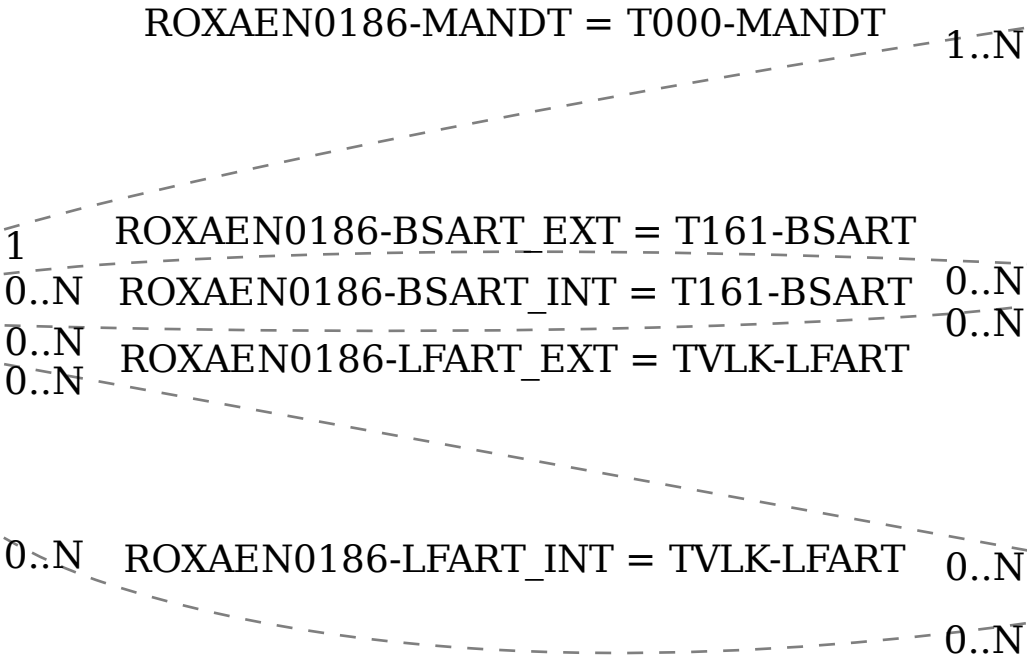 ROXAEN0186-MANDT = T000-MANDT
1..N
1
ROXAEN0186-BSART_EXT = T161-BSART
0..N
0..N
ROXAEN0186-BSART_INT = T161-BSART
0..N
0..N
ROXAEN0186-LFART_EXT = TVLK-LFART
0..N
0..N
ROXAEN0186-LFART_INT = TVLK-LFART
0..N
0..N